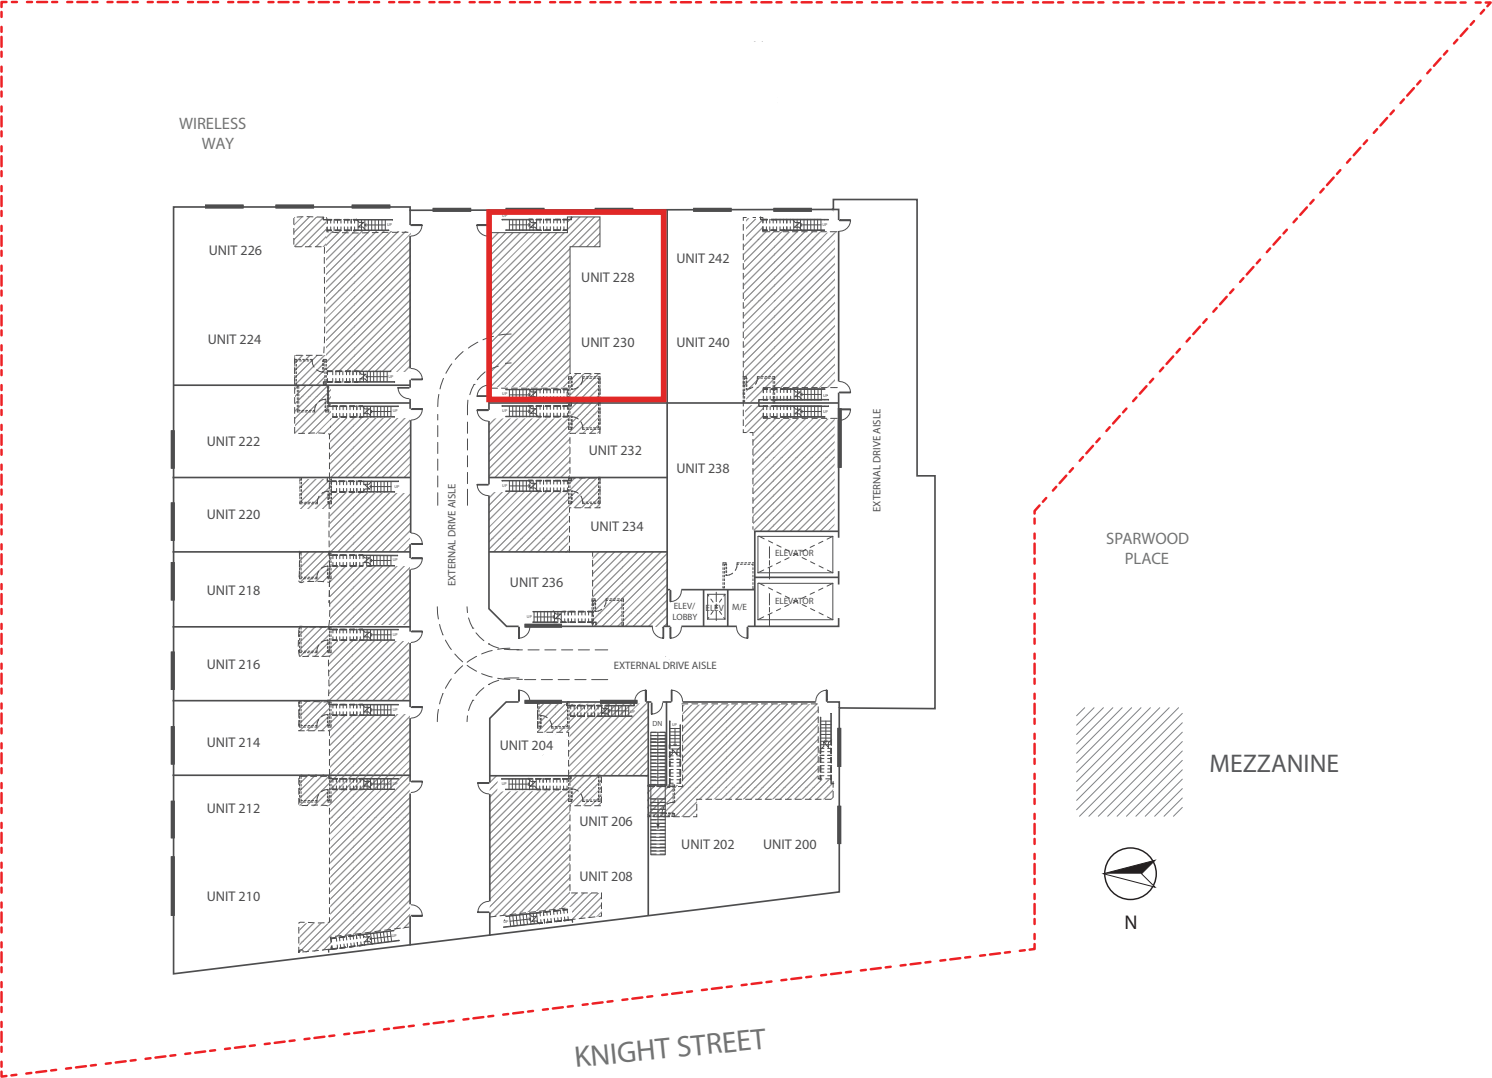 WIRELESS
WAY
UNIT 226
UNIT 228
UNIT 242
UNIT 224
UNIT 230
UNIT 240
UNIT 222
UNIT 232
UNIT 238
EXTERNAL DRIVE AISLE
UNIT 220
UNIT 234
EXTERNAL DRIVE AISLE
SPARWOOD
PLACE
ELEVATOR
UNIT 218
UNIT 236
ELEVATOR
ELEV/
LOBBY
ELEV
M/E
UNIT 216
EXTERNAL DRIVE AISLE
UNIT 214
UNIT 204
DN
MEZZANINE
UNIT 212
UNIT 206
UNIT 202
UNIT 200
UNIT 210
UNIT 208
N
KNIGHT STREET